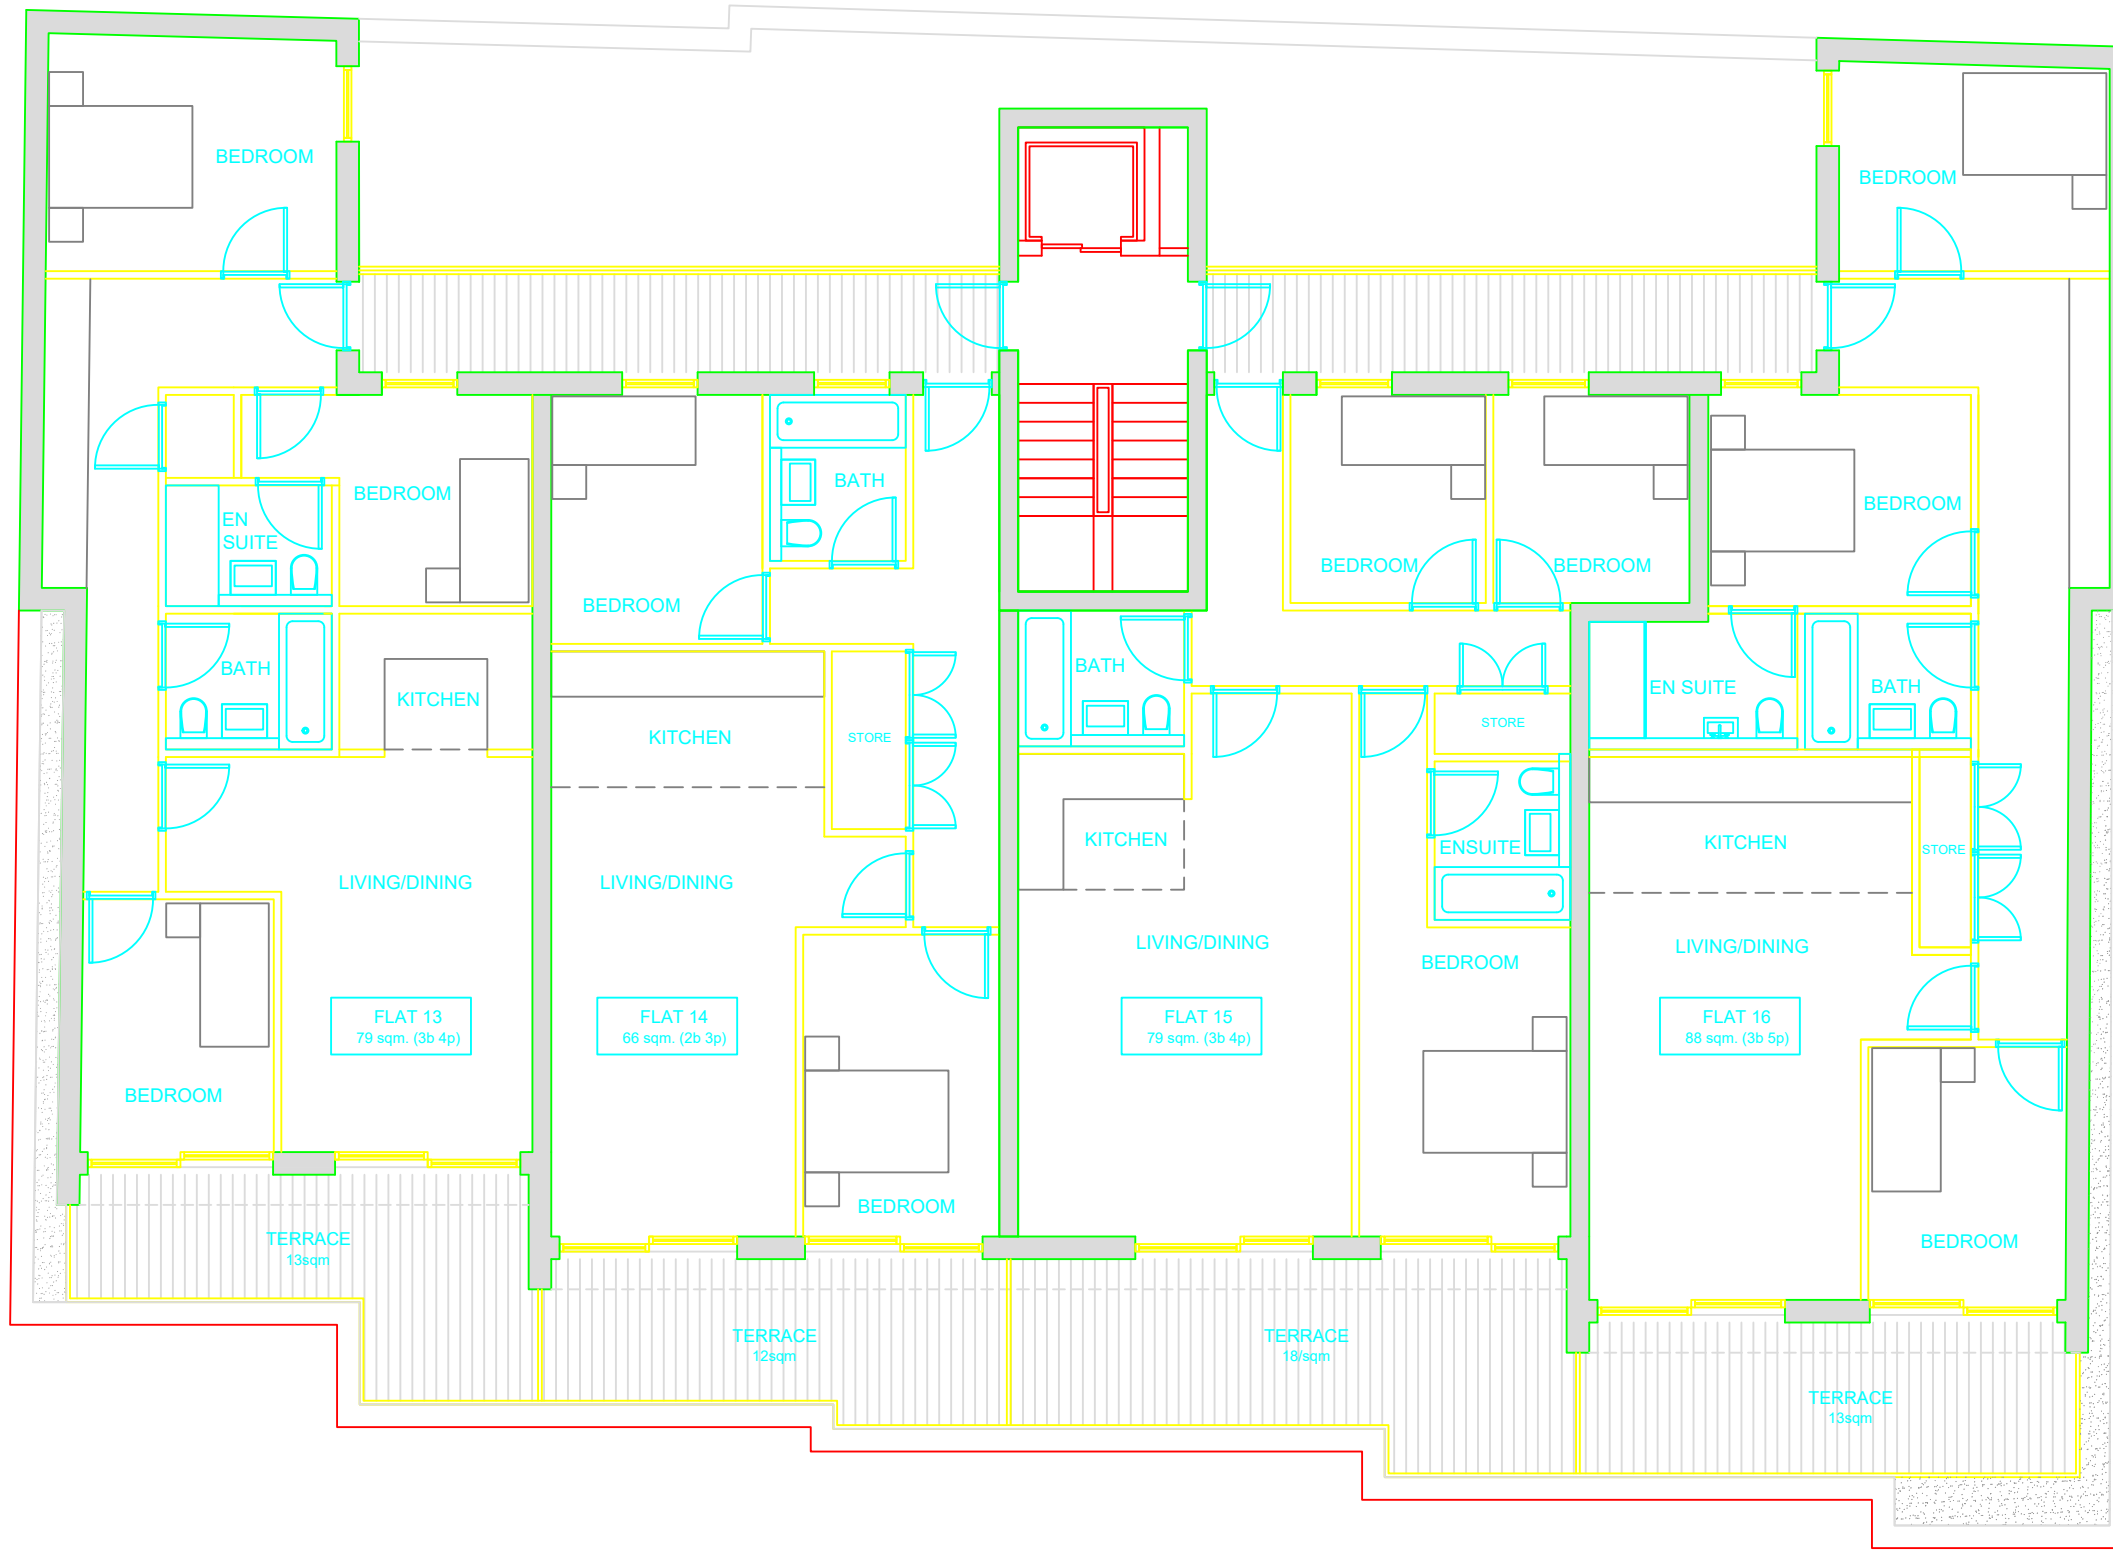 BEDROOM
BEDROOM
BATH
BEDROOM
BEDROOM
EN
SUITE
BEDROOM
BEDROOM
BEDROOM
BATH
BATH
EN SUITE
BATH
KITCHEN
STORE
KITCHEN
STORE
KITCHEN
KITCHEN
ENSUITE
STORE
LIVING/DINING
LIVING/DINING
LIVING/DINING
BEDROOM
LIVING/DINING
FLAT 13
79 sqm. (3b 4p)
FLAT 14
66 sqm. (2b 3p)
FLAT 15
79 sqm. (3b 4p)
FLAT 16
88 sqm. (3b 5p)
BEDROOM
BEDROOM
BEDROOM
TERRACE
13sqm
TERRACE
12sqm
TERRACE
18/sqm
TERRACE
13sqm